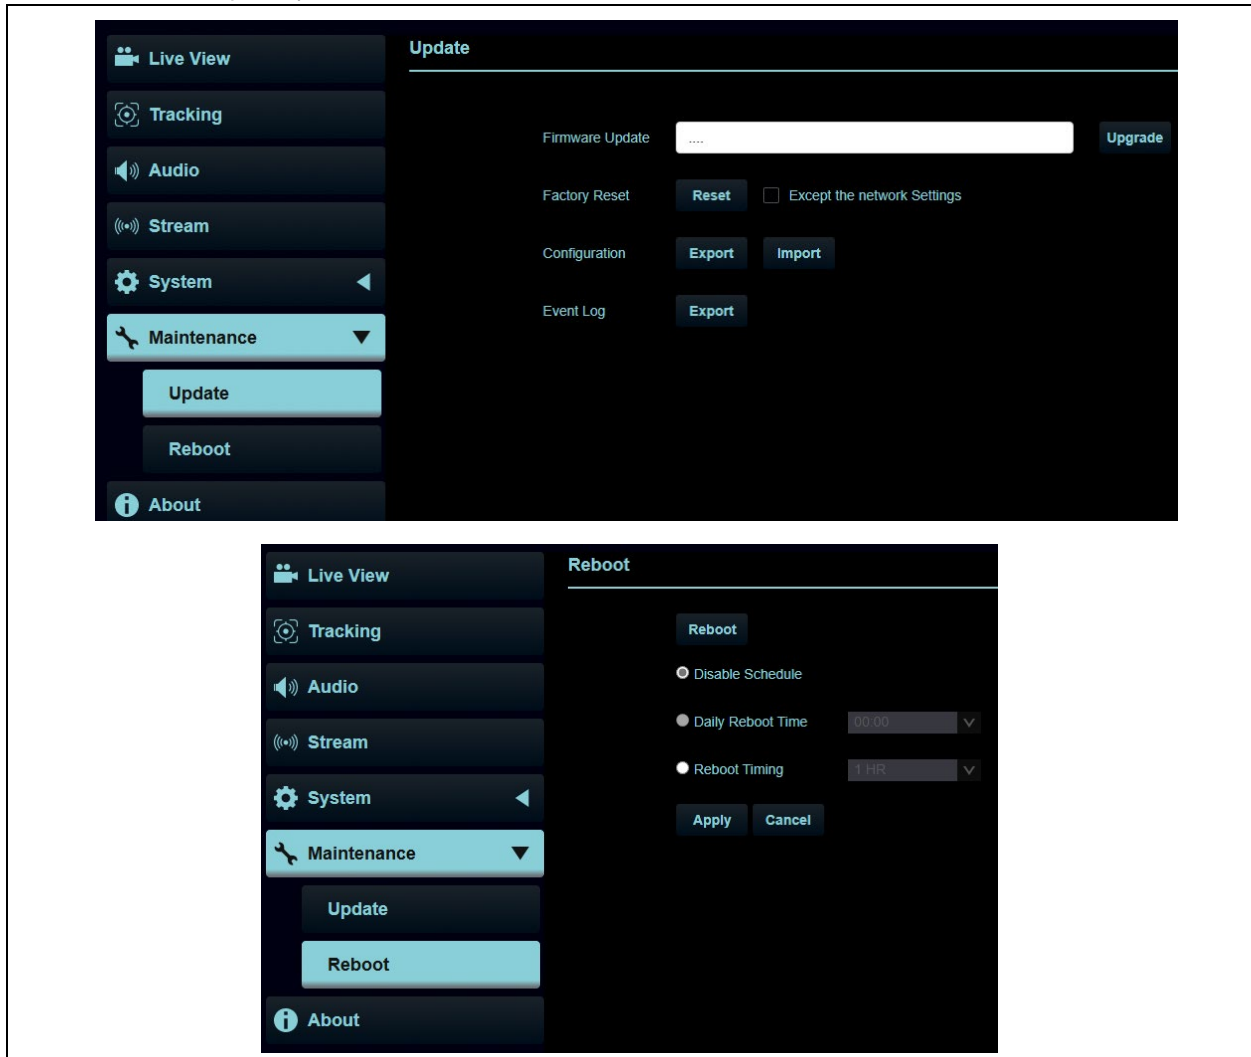 Live View
Update
Tracking
Firmware Update .... Upgrade
Audio
Factory Reset Reset Except the network Settings
Stream
Configuration Export Import
System
Event Log Export
Maintenance
Update
Reboot
About
Live View
Reboot
Tracking
Reboot
Audio
Disable Schedule
Stream
Daily Reboot Time 00:00
Reboot Timing 1 HR
System
Apply Cancel
Maintenance
Update
Reboot
About